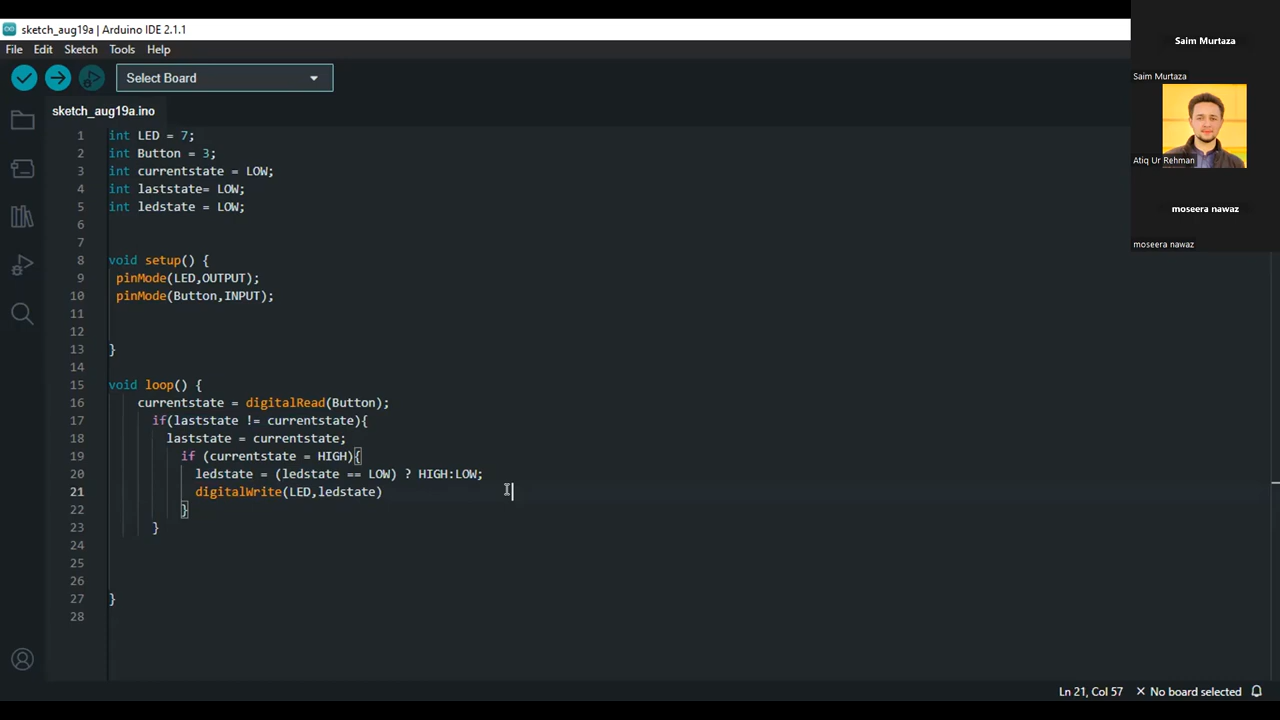 sketch_aug19a | Arduino IDE 2.1.1
File Edit Sketch Tools Help
Select Board
sketch_aug19a.ino
1 int LED = 7;
2 int Button = 3;
3 int currentstate = LOW;
4 int laststate= LOW;
5 int ledstate = LOW;
6
7
8 void setup() {
9 pinMode(LED,OUTPUT);
10 pinMode(Button,INPUT);
11
12
13 }
14
15 void loop() {
16 currentstate = digitalRead(Button);
17 if(laststate != currentstate){
18 laststate = currentstate;
19 if (currentstate = HIGH){
20 ledstate = (ledstate == LOW) ? HIGH:LOW;
21 digitalWrite(LED,ledstate)
22 }
23 }
24
25
26
27 }
28
Ln 21, Col 57 No board selected
Saim Murtaza
Saim Murtaza
Atiq Ur Rehman
moseera nawaz
moseera nawaz